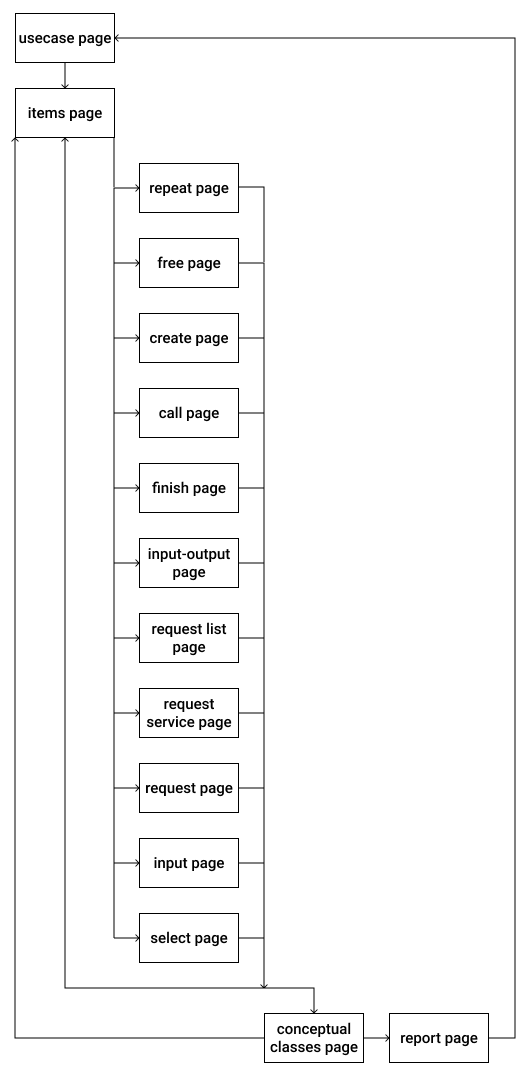 usecase page
items page
repeat page
free page
create page
call page
finish page
input-output
page
request list
page
request
service page
request page
input page
select page
conceptual
classes page
report page